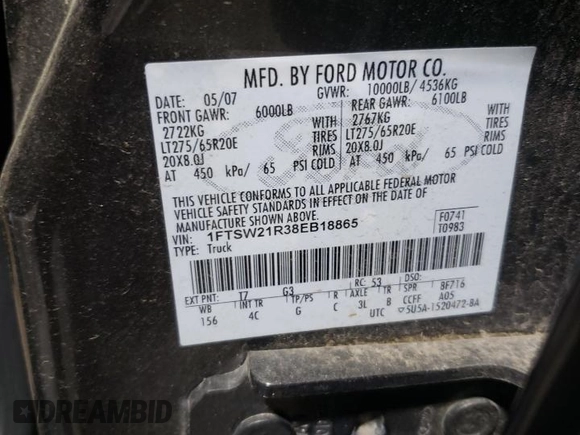 MFD. BY FORD MOTOR CO.
DATE: 05/07 GVWR: 10000LB/ 4536KG
FRONT GAWR: 6000LB REAR GAWR: 6100LB
2722KG WITH 2767KG WITH
LT275/65R20E TIRES LT275/65R20E TIRES
20X8.0J RIMS 20X8.0J RIMS
AT 450 kPa/ 65 PSI COLD AT 450 kPa/ 65 PSI COLD
THIS VEHICLE CONFORMS TO ALL APPLICABLE FEDERAL MOTOR
VEHICLE SAFETY STANDARDS IN EFFECT ON THE DATE OF
MANUFACTURE SHOWN ABOVE.
VIN: 1FTSW21R38EB18865 F0741
TYPE: Truck T0983
EXT PNT: T7 G3 RC: 53 DSO:
WB INT TR TP/PS R AXLE TR SPR 8F716
156 4C G C 3L B CCFF A05
UTC ▽5U5A-1520472-BA
DREAMBID